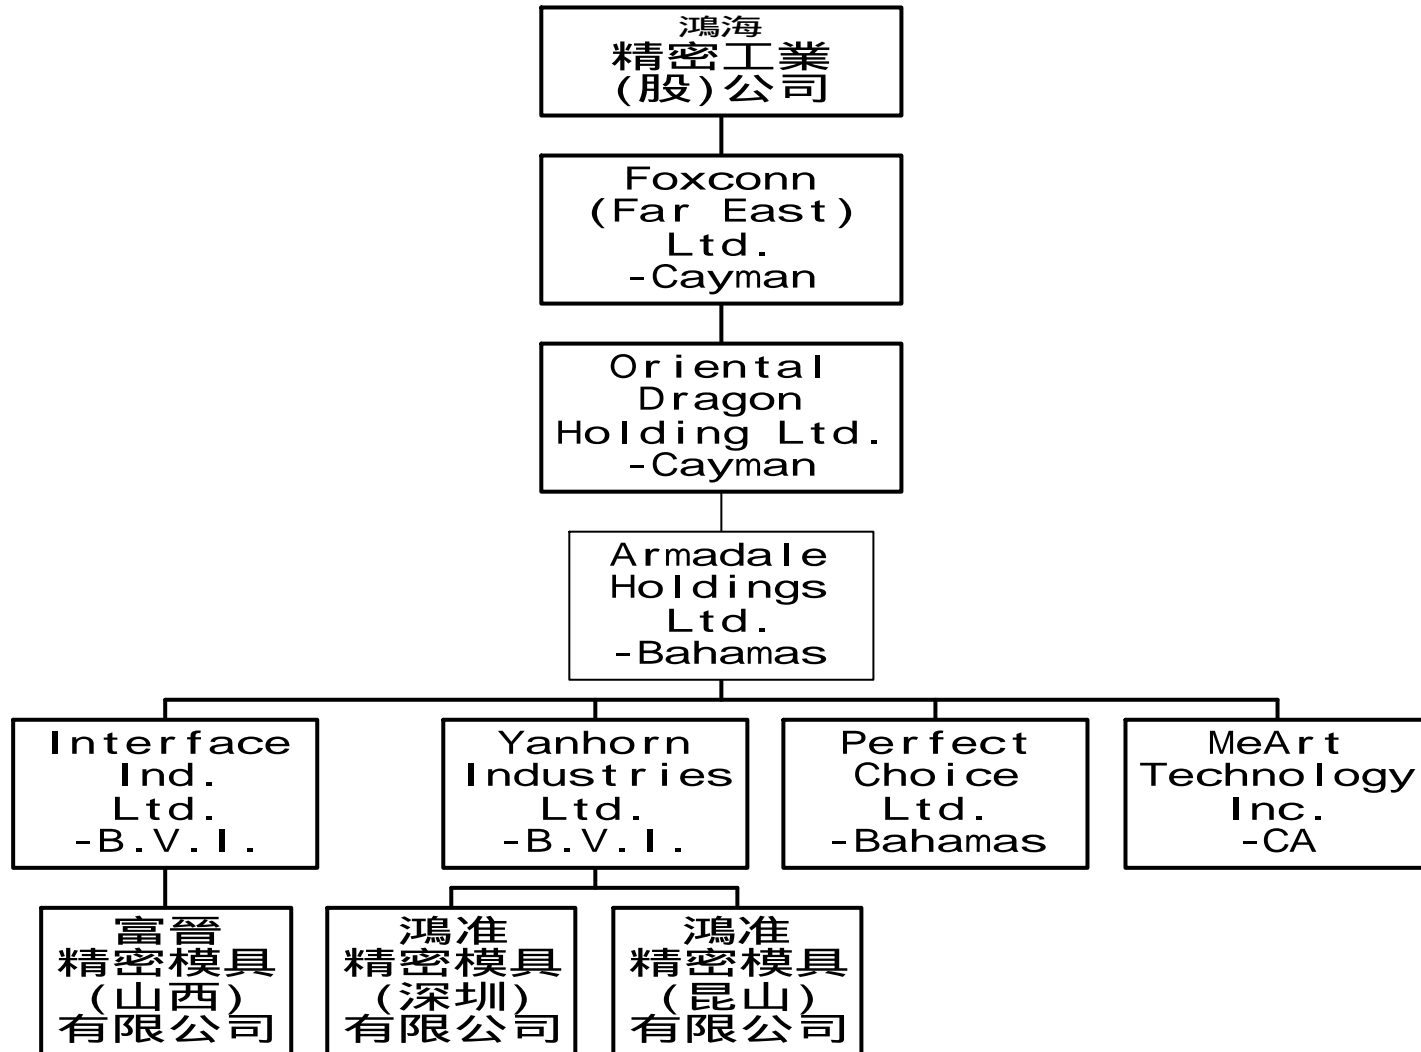 鴻海
精密工業
(股)公司
Foxconn
(Far East)
Ltd.
-Cayman
Oriental
Dragon
Holding Ltd.
-Cayman
Armadale
Holdings
Ltd.
-Bahamas
Interface
Ind.
Ltd.
-B.V.I.
Yanhorn
Industries
Ltd.
-B.V.I.
Perfect
Choice
Ltd.
-Bahamas
MeArt
Technology
Inc.
-CA
富晉
精密模具
(山西)
有限公司
鴻准
精密模具
(深圳)
有限公司
鴻准
精密模具
(昆山)
有限公司